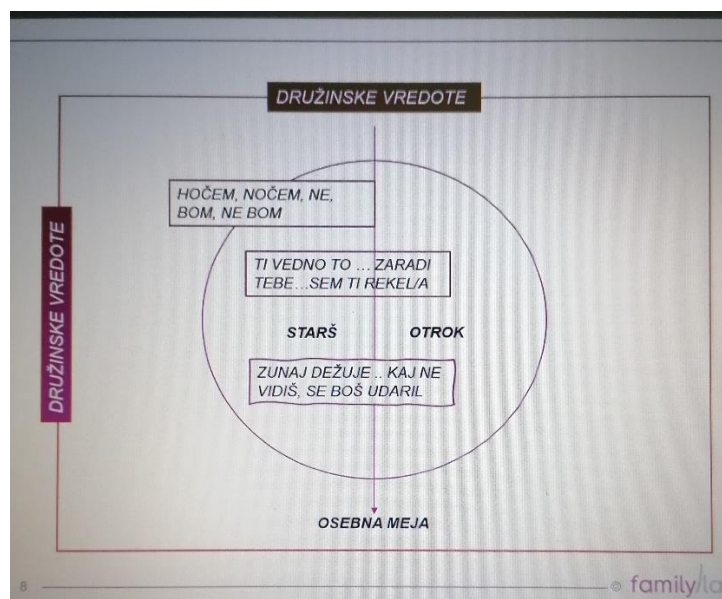 DRUŽINSKE VREDOTE
DRUŽINSKE VREDOTE
HOČEM, NOČEM, NE,
BOM, NE BOM
TI VEDNO TO ... ZARADI
TEBE...SEM TI REKEL/A
STARŠ OTROK
ZUNAJ DEŽUJE .. KAJ NE
VIDIŠ, SE BOŠ UDARIL
OSEBNA MEJA
8
© family/la